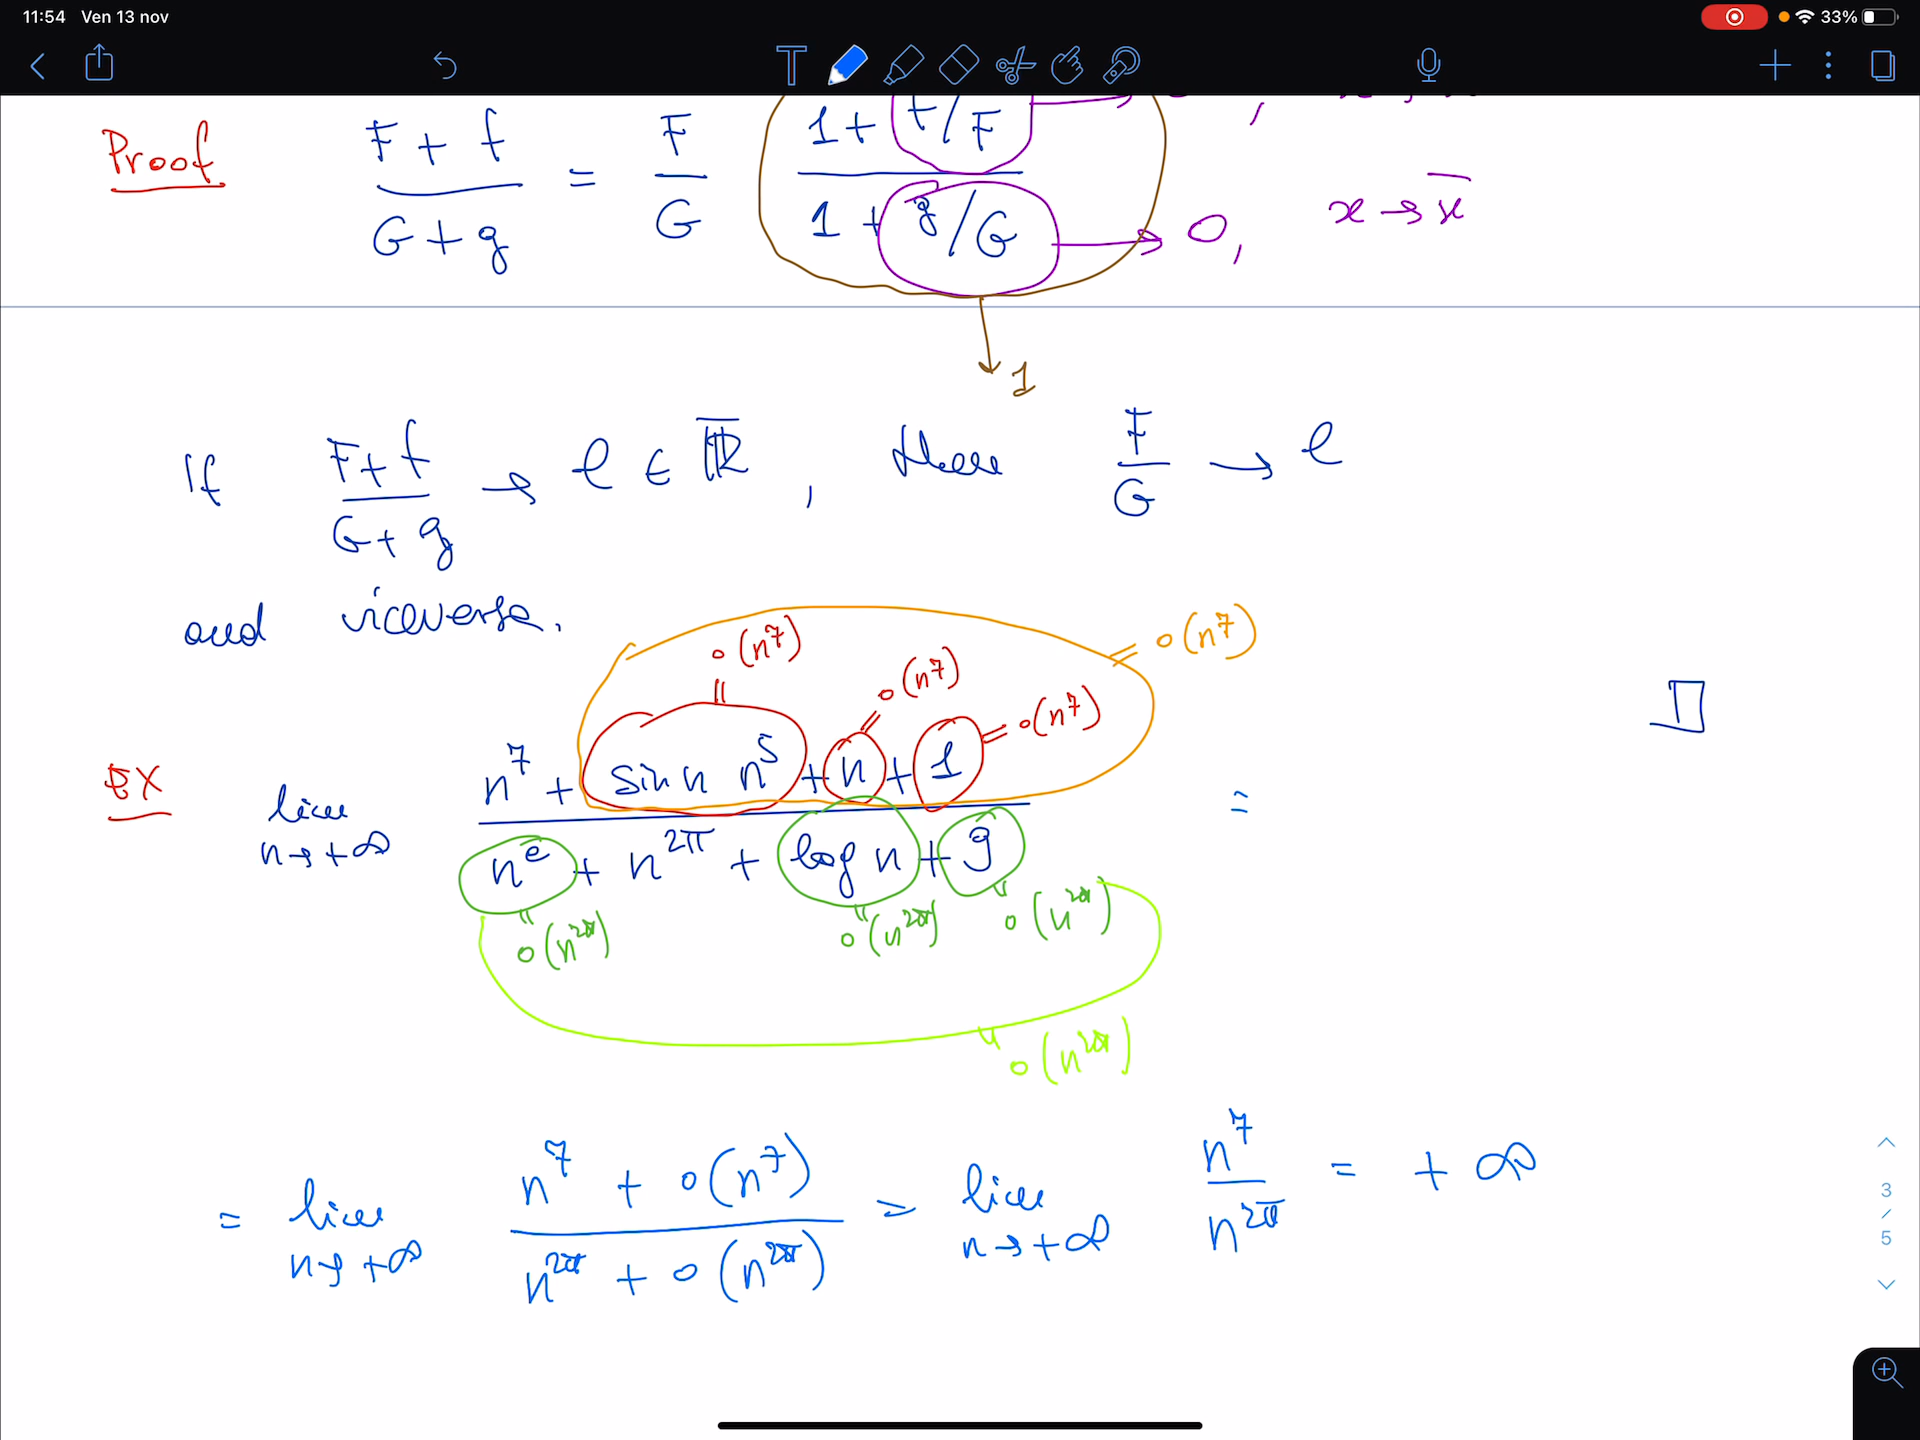 11:54 Ven 13 nov 33%
Proof F + f / G + g = F / G 1 + f/F / 1 + g/G → 0, x → x̄
→ 1
If F + f / G + g → ℓ ∈ ℝ̄, then F / G → ℓ
and viceversa.
o(n⁷) o(n⁷) o(n⁷) = o(n⁷)
EX lim n→+∞ n⁷ + sin n n⁵ + n + 1 / nᵉ + n^2π + log n + 9 =
o(n^2π) o(n^2π) o(n^2π)
o(n^2π)
= lim n→+∞ n⁷ + o(n⁷) / n^2π + o(n^2π) = lim n→+∞ n⁷ / n^2π = +∞
3 / 5